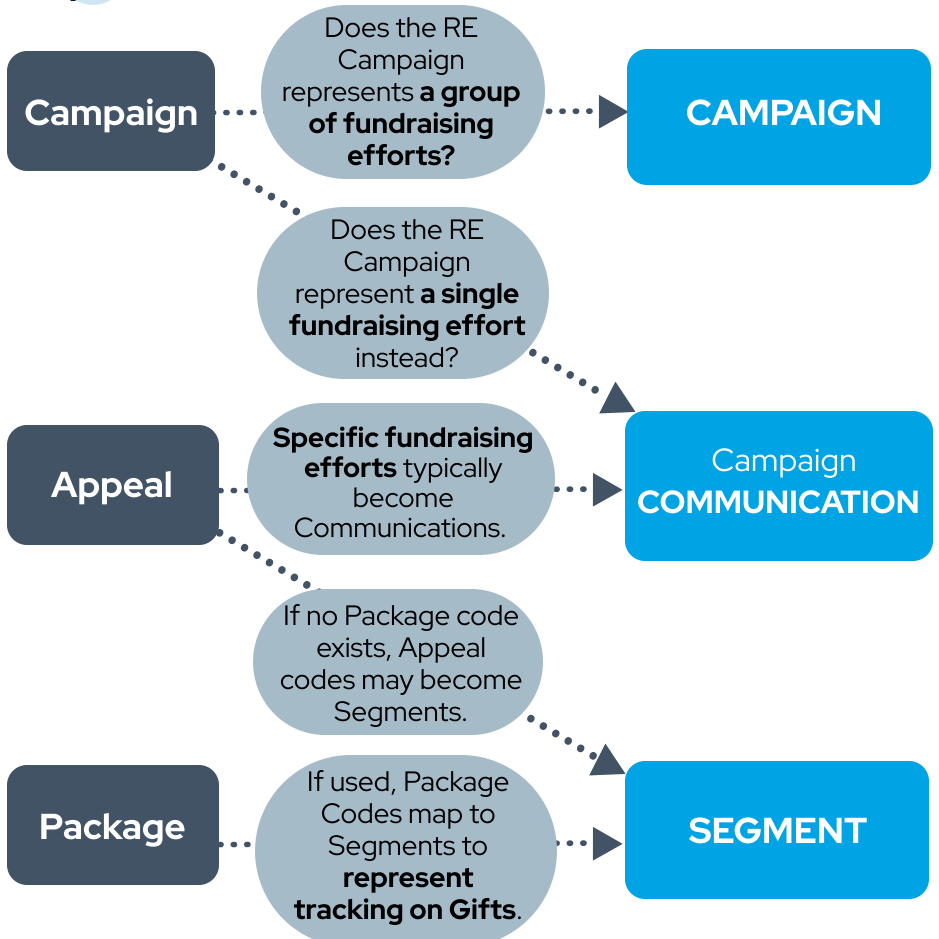 Campaign
Does the RE
Campaign
represents a group
of fundraising
efforts?
CAMPAIGN
Does the RE
Campaign
represent a single
fundraising effort
instead?
Appeal
Specific fundraising
efforts typically
become
Communications.
Campaign
COMMUNICATION
If no Package code
exists, Appeal
codes may become
Segments.
Package
If used, Package
Codes map to
Segments to
represent
tracking on Gifts.
SEGMENT